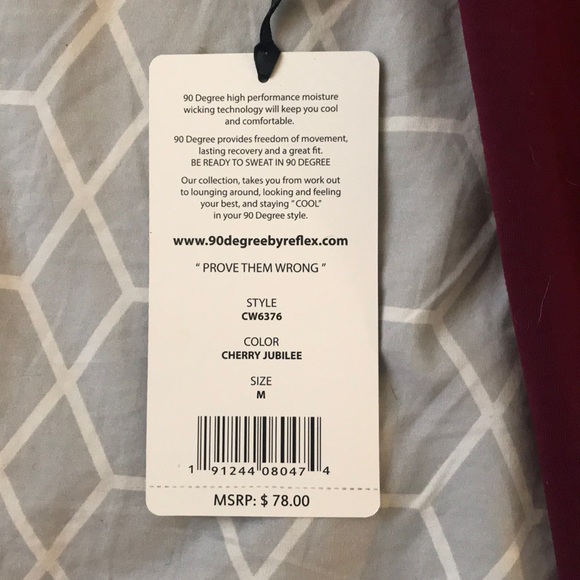 90 Degree high performance moisture
wicking technology will keep you cool
and comfortable.
90 Degree provides freedom of movement,
lasting recovery and a great fit.
BE READY TO SWEAT IN 90 DEGREE
Our collection, takes you from work out
to lounging around, looking and feeling
your best, and staying "COOL"
in your 90 Degree style.
www.90degreebyreflex.com
" PROVE THEM WRONG "
STYLE
CW6376
COLOR
CHERRY JUBILEE
SIZE
M
1 91244 08047 4
MSRP: $ 78.00